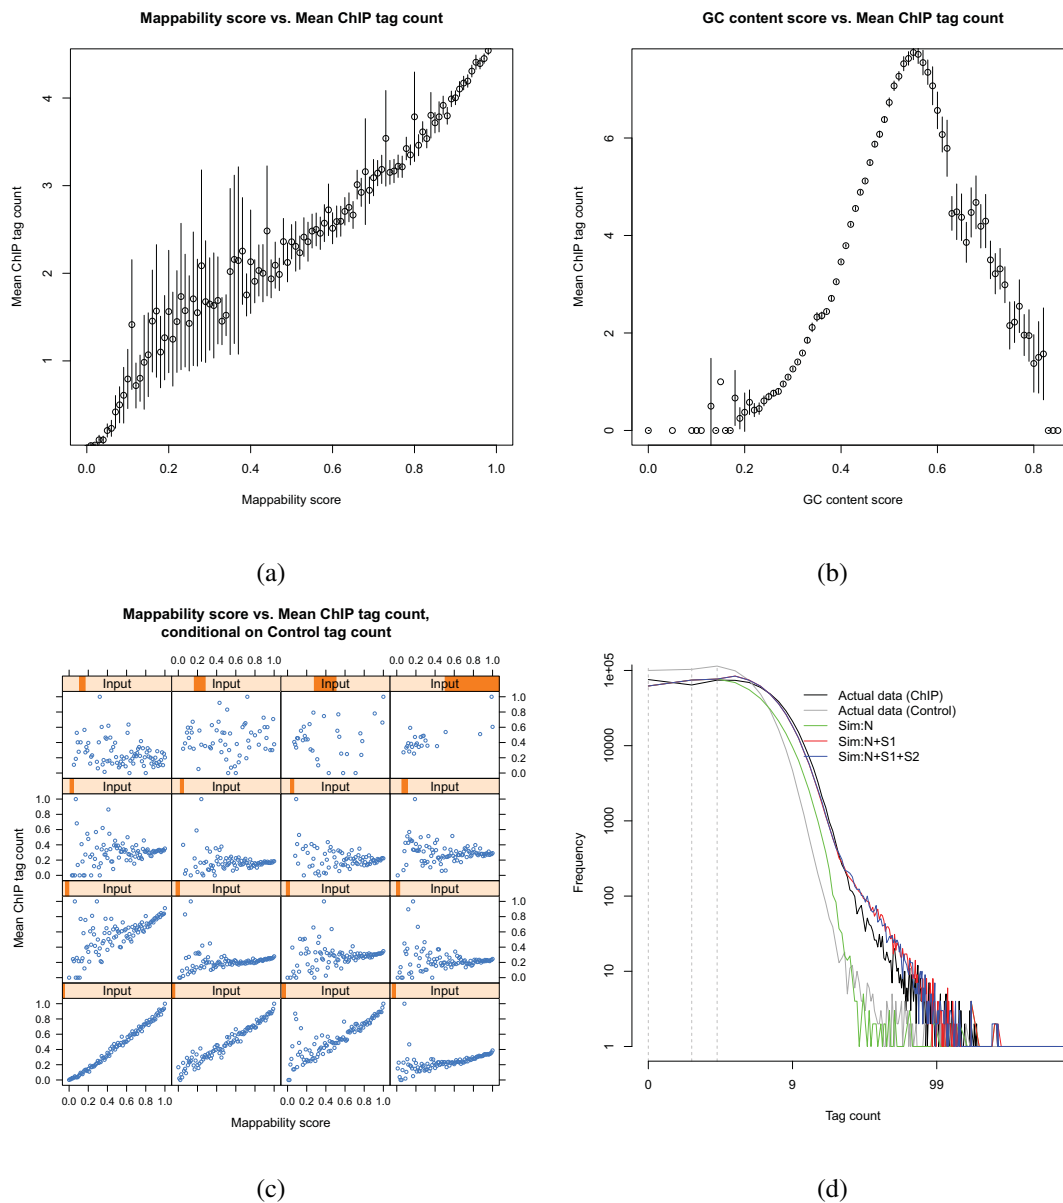 Mappability score vs. Mean ChIP tag count
Mean ChIP tag count
4
3
2
1
0.0 0.2 0.4 0.6 0.8 1.0
Mappability score
(a)
GC content score vs. Mean ChIP tag count
Mean ChIP tag count
6
4
2
0
0.0 0.2 0.4 0.6 0.8
GC content score
(b)
Mappability score vs. Mean ChIP tag count,
conditional on Control tag count
0.0 0.2 0.4 0.6 0.8 1.0 0.0 0.2 0.4 0.6 0.8 1.0
Input Input Input Input
1.0
0.8
0.6
0.4
0.2
0.0
Input Input Input Input
1.0
0.8
0.6
0.4
0.2
0.0
Input Input Input Input
1.0
0.8
0.6
0.4
0.2
0.0
Input Input Input Input
1.0
0.8
0.6
0.4
0.2
0.0
0.0 0.2 0.4 0.6 0.8 1.0 0.0 0.2 0.4 0.6 0.8 1.0
Mean ChIP tag count
Mappability score
(c)
Frequency
1e+05
10000
1000
100
10
1
Actual data (ChIP)
Actual data (Control)
Sim:N
Sim:N+S1
Sim:N+S1+S2
0 9 99
Tag count
(d)